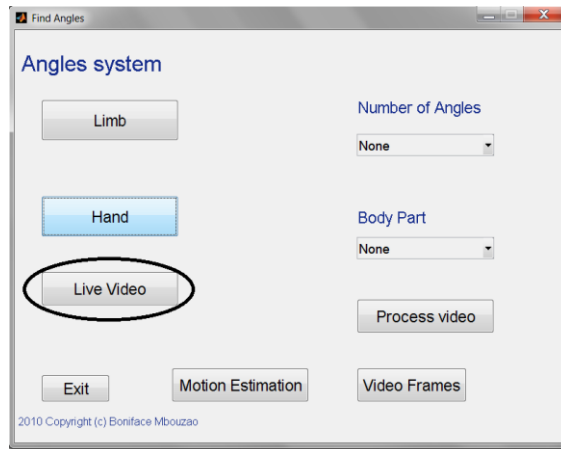 Find Angles
Angles system
Limb
Number of Angles
None
Hand
Body Part
None
Live Video
Process video
Exit
Motion Estimation
Video Frames
2010 Copyright (c) Boniface Mbouzao